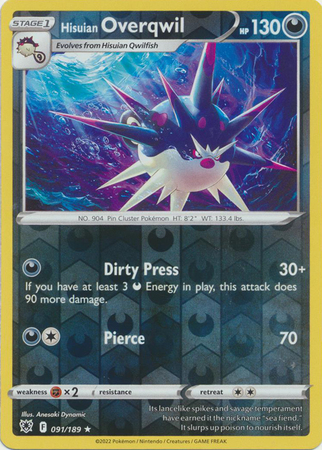 STAGE 1
Hisuian Overqwil
HP 130
Evolves from Hisuian Qwilfish
NO. 904 Pin Cluster Pokémon HT: 8'2" WT: 133.4 lbs.
Dirty Press 30+
If you have at least 3 Energy in play, this attack does
90 more damage.
Pierce 70
weakness ×2 resistance retreat
Illus. Anesaki Dynamic
F 091/189 ★
Its lancelike spikes and savage temperament
have earned it the nickname "sea fiend."
It slurps up poison to nourish itself.
©2022 Pokémon / Nintendo / Creatures / GAME FREAK